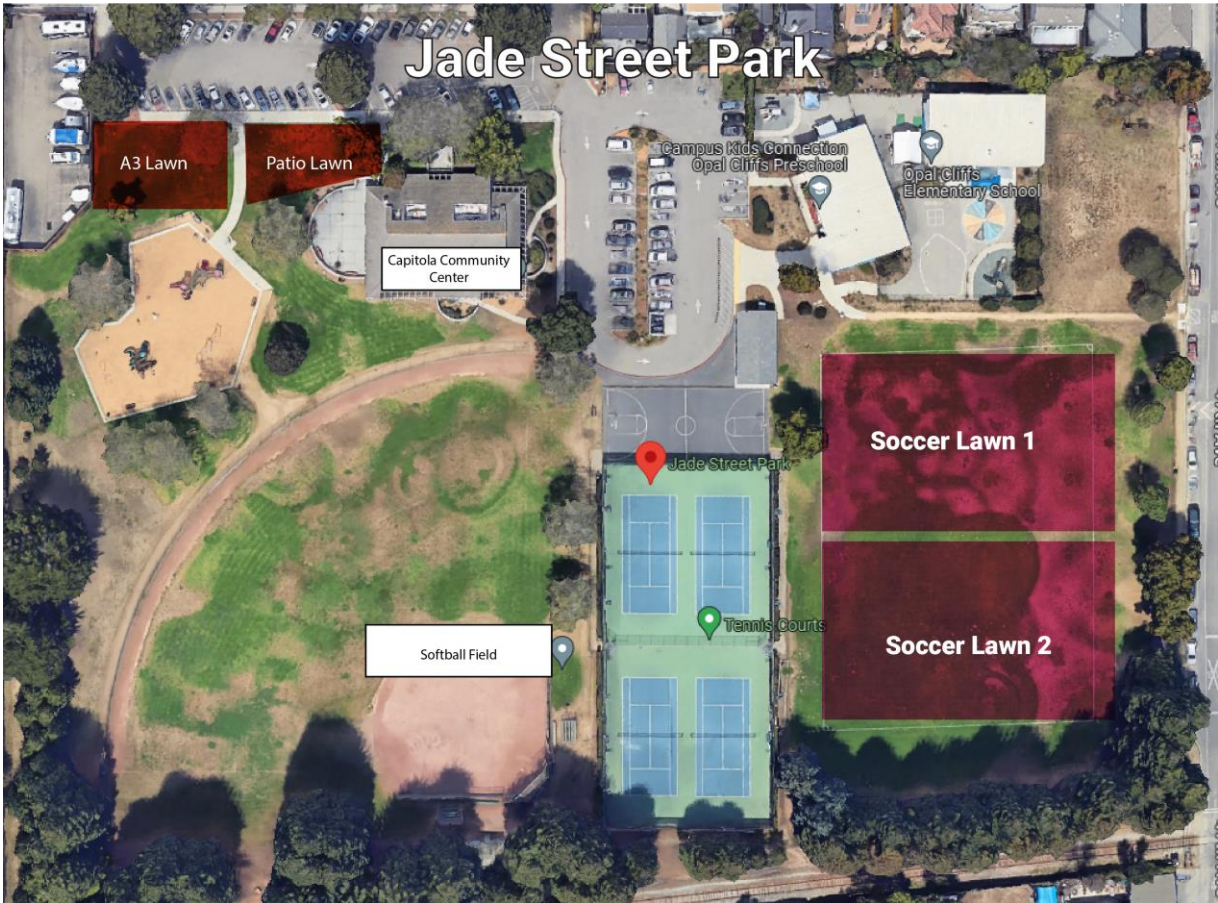 Jade Street Park
A3 Lawn
Patio Lawn
Campus Kids Connection
Opal Cliffs Preschool
Opal Cliffs
Elementary School
Capitola Community
Center
Soccer Lawn 1
Jade Street Park
Tennis Courts
Softball Field
Soccer Lawn 2